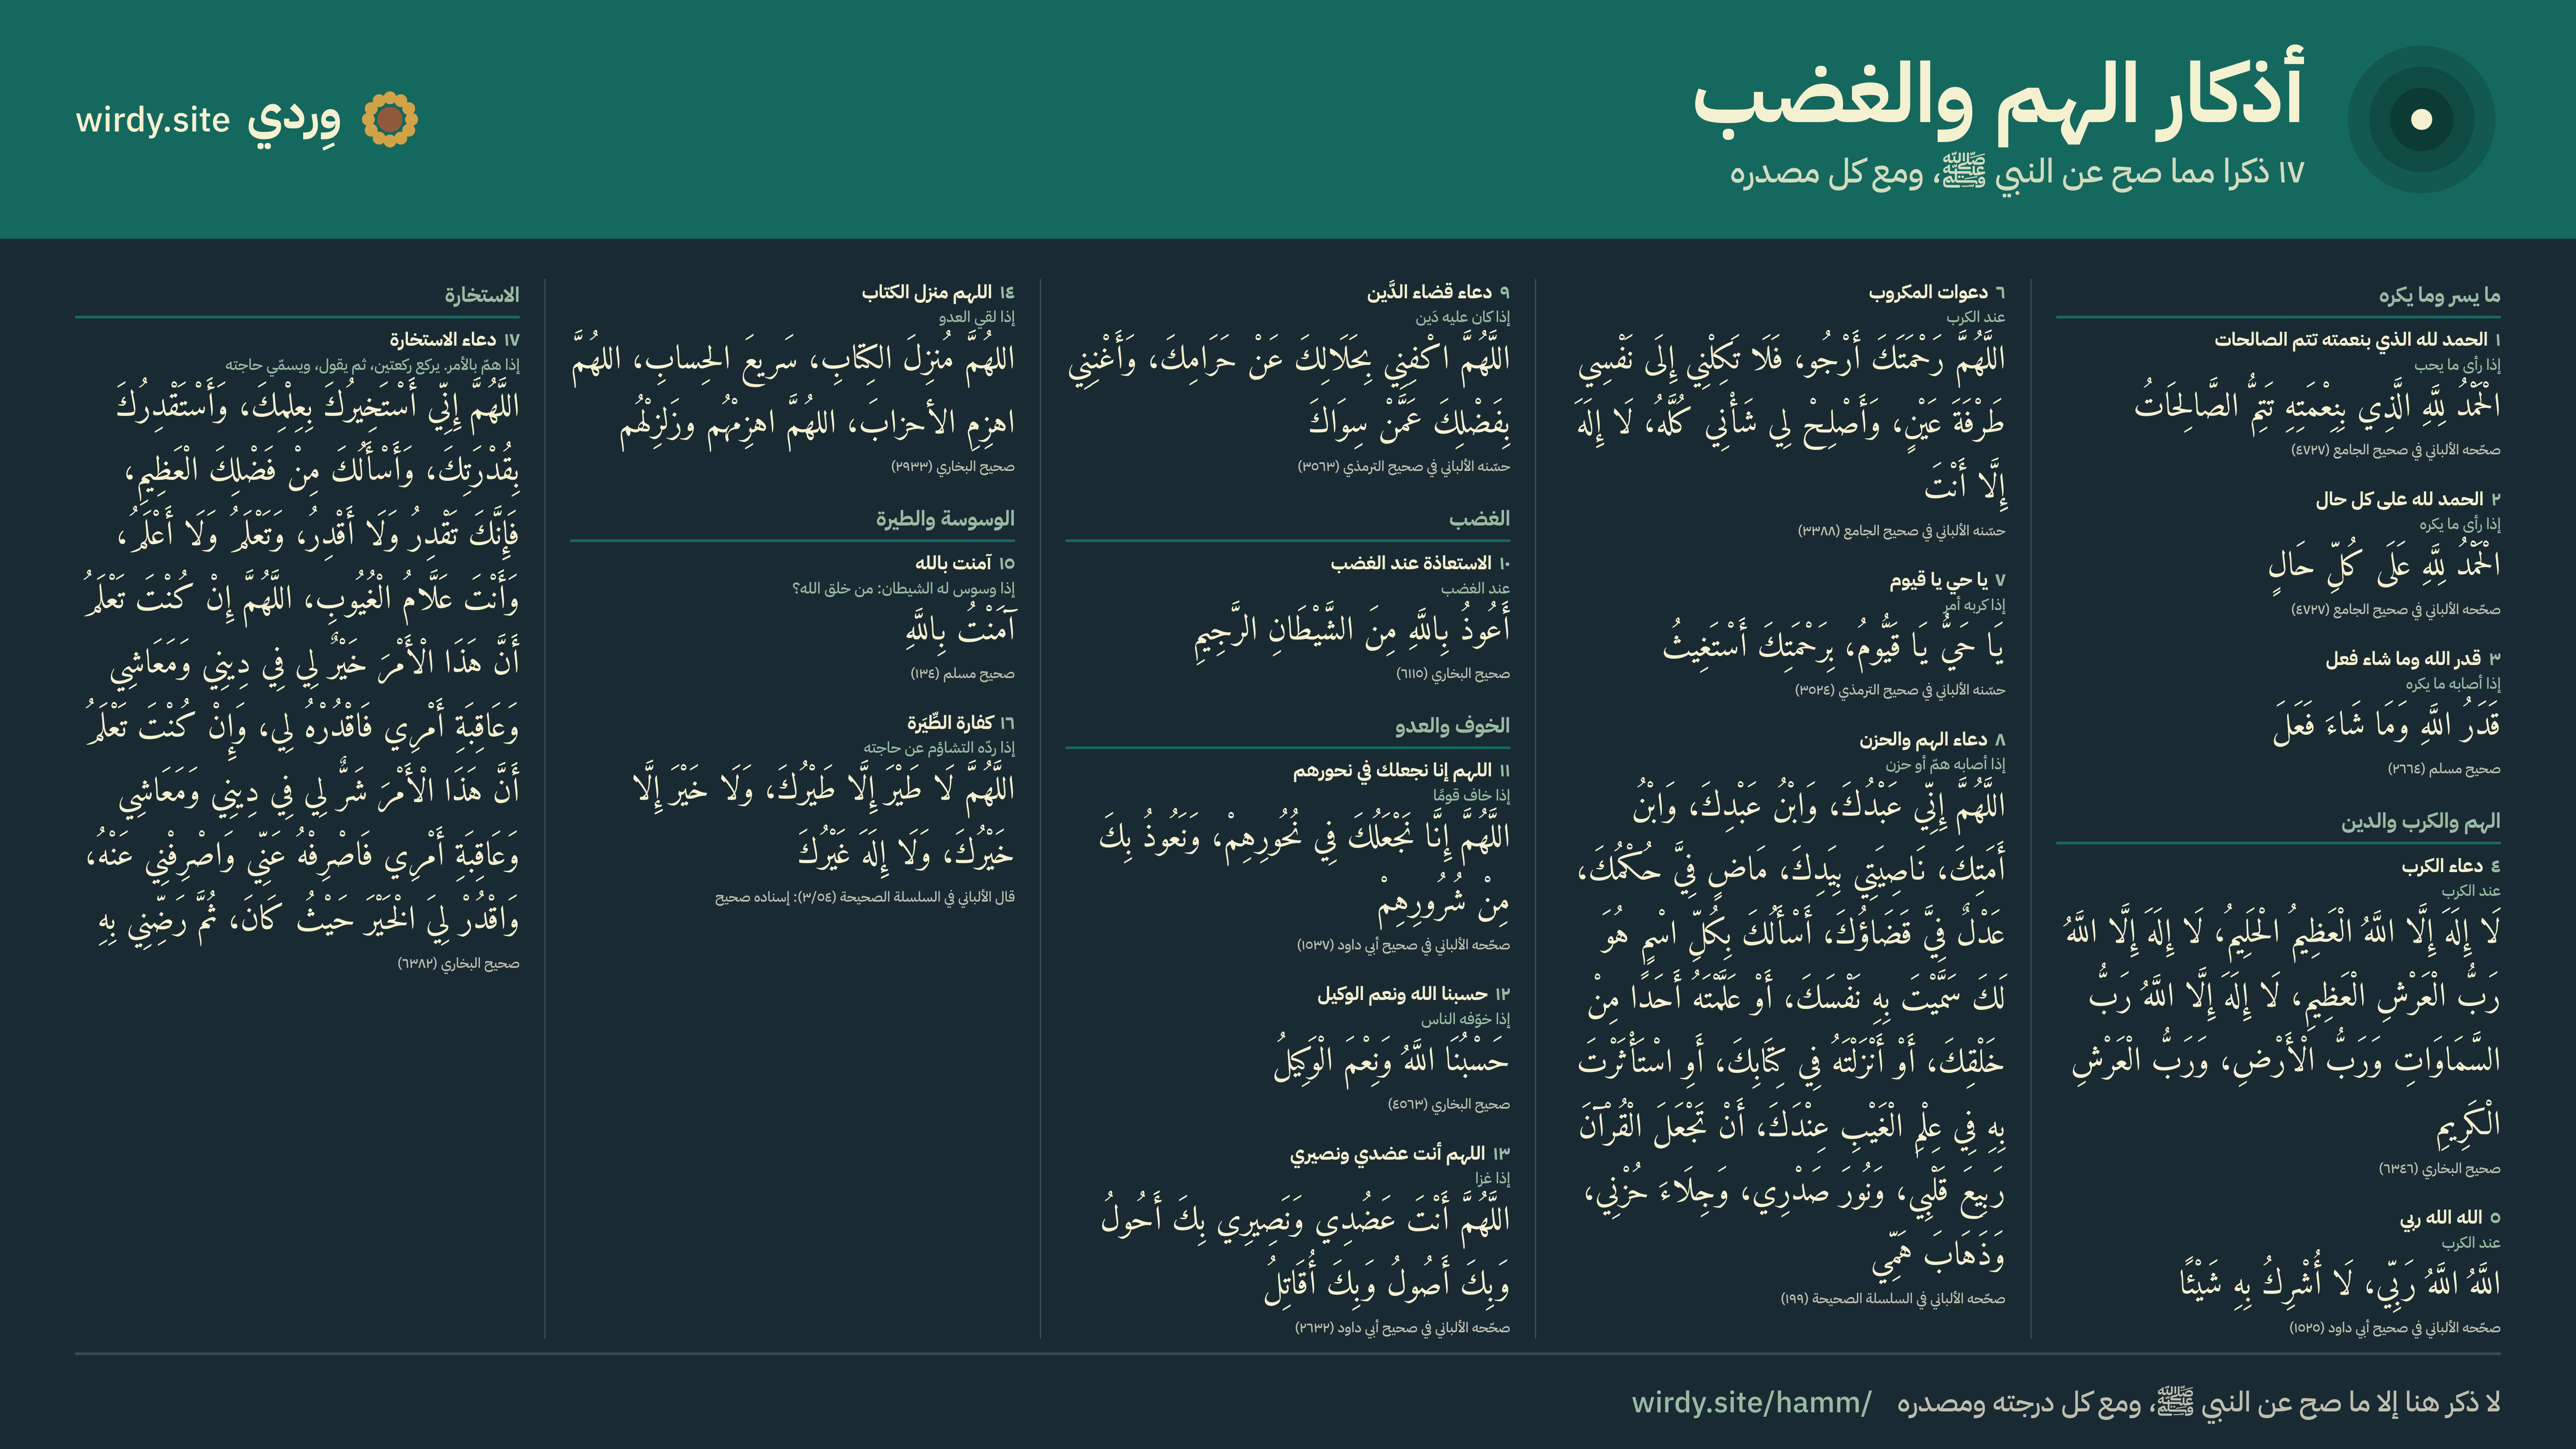 أذكار الهم والغضب
١٧ ذكرا مما صح عن النبي ﷺ، ومع كل مصدره
وِردي wirdy.site
ما يسر وما يكره
١ الحمد لله الذي بنعمته تتم الصالحات
إذا رأى ما يحب
الْحَمْدُ لِلَّهِ الَّذِي بِنِعْمَتِهِ تَتِمُّ الصَّالِحَاتُ
صحّحه الألباني في صحيح الجامع (٤٧٢٧)
٢ الحمد لله على كل حال
إذا رأى ما يكره
الْحَمْدُ لِلَّهِ عَلَى كُلِّ حَالٍ
صحّحه الألباني في صحيح الجامع (٤٧٢٧)
٣ قدر الله وما شاء فعل
إذا أصابه ما يكره
قَدَرُ اللَّهِ وَمَا شَاءَ فَعَلَ
صحيح مسلم (٢٦٦٤)
الهم والكرب والدين
٤ دعاء الكرب
عند الكرب
لَا إِلَهَ إِلَّا اللَّهُ الْعَظِيمُ الْحَلِيمُ، لَا إِلَهَ إِلَّا اللَّهُ
رَبُّ الْعَرْشِ الْعَظِيمِ، لَا إِلَهَ إِلَّا اللَّهُ رَبُّ
السَّمَاوَاتِ وَرَبُّ الْأَرْضِ، وَرَبُّ الْعَرْشِ
الْكَرِيمِ
صحيح البخاري (٦٣٤٦)
٥ الله الله ربي
عند الكرب
اللَّهُ اللَّهُ رَبِّي، لَا أُشْرِكُ بِهِ شَيْئًا
صحّحه الألباني في صحيح أبي داود (١٥٢٥)
٦ دعوات المكروب
عند الكرب
اللَّهُمَّ رَحْمَتَكَ أَرْجُو، فَلَا تَكِلْنِي إِلَى نَفْسِي
طَرْفَةَ عَيْنٍ، وَأَصْلِحْ لِي شَأْنِي كُلَّهُ، لَا إِلَهَ
إِلَّا أَنْتَ
حسّنه الألباني في صحيح الجامع (٣٣٨٨)
٧ يا حي يا قيوم
إذا كربه أمر
يَا حَيُّ يَا قَيُّومُ، بِرَحْمَتِكَ أَسْتَغِيثُ
حسّنه الألباني في صحيح الترمذي (٣٥٢٤)
٨ دعاء الهم والحزن
إذا أصابه همّ أو حزن
اللَّهُمَّ إِنِّي عَبْدُكَ، وَابْنُ عَبْدِكَ، وَابْنُ
أَمَتِكَ، نَاصِيَتِي بِيَدِكَ، مَاضٍ فِيَّ حُكْمُكَ،
عَدْلٌ فِيَّ قَضَاؤُكَ، أَسْأَلُكَ بِكُلِّ اسْمٍ هُوَ
لَكَ سَمَّيْتَ بِهِ نَفْسَكَ، أَوْ عَلَّمْتَهُ أَحَدًا مِنْ
خَلْقِكَ، أَوْ أَنْزَلْتَهُ فِي كِتَابِكَ، أَوِ اسْتَأْثَرْتَ
بِهِ فِي عِلْمِ الْغَيْبِ عِنْدَكَ، أَنْ تَجْعَلَ الْقُرْآنَ
رَبِيعَ قَلْبِي، وَنُورَ صَدْرِي، وَجِلَاءَ حُزْنِي،
وَذَهَابَ هَمِّي
صحّحه الألباني في السلسلة الصحيحة (١٩٩)
٩ دعاء قضاء الدَّين
إذا كان عليه دَين
اللَّهُمَّ اكْفِنِي بِحَلَالِكَ عَنْ حَرَامِكَ، وَأَغْنِنِي
بِفَضْلِكَ عَمَّنْ سِوَاكَ
حسّنه الألباني في صحيح الترمذي (٣٥٦٣)
الغضب
١٠ الاستعاذة عند الغضب
عند الغضب
أَعُوذُ بِاللَّهِ مِنَ الشَّيْطَانِ الرَّجِيمِ
صحيح البخاري (٦١١٥)
الخوف والعدو
١١ اللهم إنا نجعلك في نحورهم
إذا خاف قومًا
اللَّهُمَّ إِنَّا نَجْعَلُكَ فِي نُحُورِهِمْ، وَنَعُوذُ بِكَ
مِنْ شُرُورِهِمْ
صحّحه الألباني في صحيح أبي داود (١٥٣٧)
١٢ حسبنا الله ونعم الوكيل
إذا خوّفه الناس
حَسْبُنَا اللَّهُ وَنِعْمَ الْوَكِيلُ
صحيح البخاري (٤٥٦٣)
١٣ اللهم أنت عضدي ونصيري
إذا غزا
اللَّهُمَّ أَنْتَ عَضُدِي وَنَصِيرِي بِكَ أَحُولُ
وَبِكَ أَصُولُ وَبِكَ أُقَاتِلُ
صحّحه الألباني في صحيح أبي داود (٢٦٣٢)
١٤ اللهم منزل الكتاب
إذا لقي العدو
اللهُمَّ مُنزِلَ الكِتابِ، سَريعَ الحِسابِ، اللهُمَّ
اهزِمِ الأحزابَ، اللهُمَّ اهزِمْهُم وزَلزِلْهُم
صحيح البخاري (٢٩٣٣)
الوسوسة والطيرة
١٥ آمنت بالله
إذا وسوس له الشيطان: من خلق الله؟
آمَنْتُ بِاللَّهِ
صحيح مسلم (١٣٤)
١٦ كفارة الطِّيَرة
إذا ردّه التشاؤم عن حاجته
اللَّهُمَّ لَا طَيْرَ إِلَّا طَيْرُكَ، وَلَا خَيْرَ إِلَّا
خَيْرُكَ، وَلَا إِلَهَ غَيْرُكَ
قال الألباني في السلسلة الصحيحة (٣/٥٤): إسناده صحيح
الاستخارة
١٧ دعاء الاستخارة
إذا همّ بالأمر. يركع ركعتين، ثم يقول، ويسمّي حاجته
اللَّهُمَّ إِنِّي أَسْتَخِيرُكَ بِعِلْمِكَ، وَأَسْتَقْدِرُكَ
بِقُدْرَتِكَ، وَأَسْأَلُكَ مِنْ فَضْلِكَ الْعَظِيمِ،
فَإِنَّكَ تَقْدِرُ وَلَا أَقْدِرُ، وَتَعْلَمُ وَلَا أَعْلَمُ،
وَأَنْتَ عَلَّامُ الْغُيُوبِ، اللَّهُمَّ إِنْ كُنْتَ تَعْلَمُ
أَنَّ هَذَا الْأَمْرَ خَيْرٌ لِي فِي دِينِي وَمَعَاشِي
وَعَاقِبَةِ أَمْرِي فَاقْدُرْهُ لِي، وَإِنْ كُنْتَ تَعْلَمُ
أَنَّ هَذَا الْأَمْرَ شَرٌّ لِي فِي دِينِي وَمَعَاشِي
وَعَاقِبَةِ أَمْرِي فَاصْرِفْهُ عَنِّي وَاصْرِفْنِي عَنْهُ،
وَاقْدُرْ لِيَ الْخَيْرَ حَيْثُ كَانَ، ثُمَّ رَضِّنِي بِهِ
صحيح البخاري (٦٣٨٢)
لا ذكر هنا إلا ما صح عن النبي ﷺ، ومع كل درجته ومصدره wirdy.site/hamm/